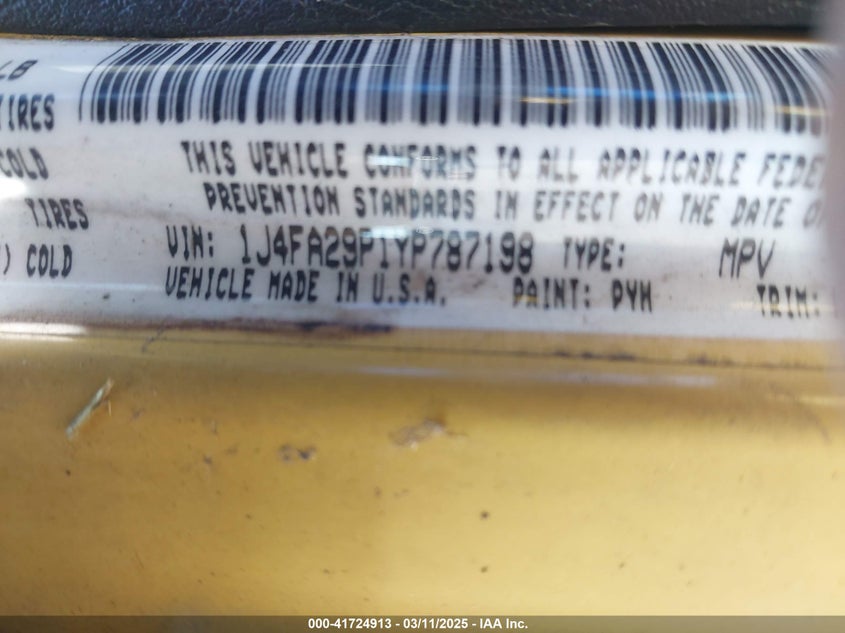 LB
TIRES
COLD
TIRES
) COLD
THIS VEHICLE CONFORMS TO ALL APPLICABLE FEDE
PREVENTION STANDARDS IN EFFECT ON THE DATE O
VIN: 1J4FA29P1YP787198 TYPE: MPV
VEHICLE MADE IN U.S.A. PAINT: PYH TRIM:
000-41724913 - 03/11/2025 - IAA Inc.